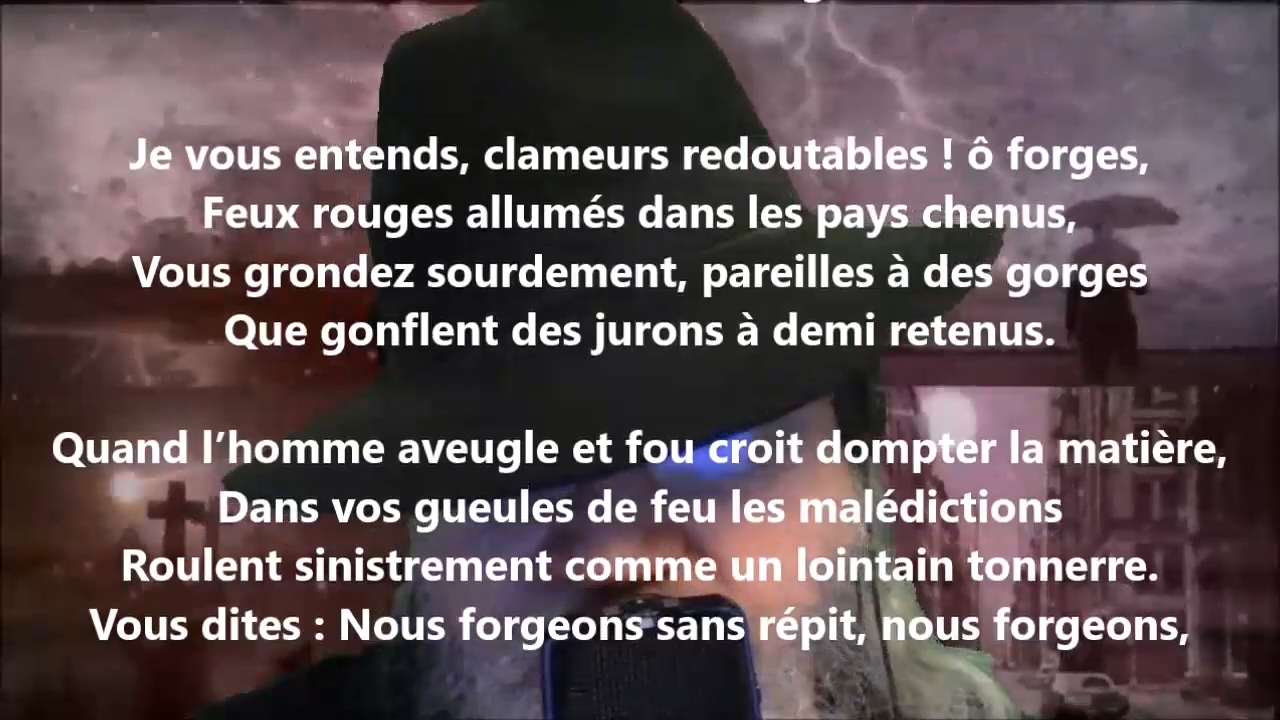 Je vous entends, clameurs redoutables ! ô forges,
Feux rouges allumés dans les pays chenus,
Vous grondez sourdement, pareilles à des gorges
Que gonflent des jurons à demi retenus.
Quand l’homme aveugle et fou croit dompter la matière,
Dans vos gueules de feu les malédictions
Roulent sinistrement comme un lointain tonnerre.
Vous dites : Nous forgeons sans répit, nous forgeons,